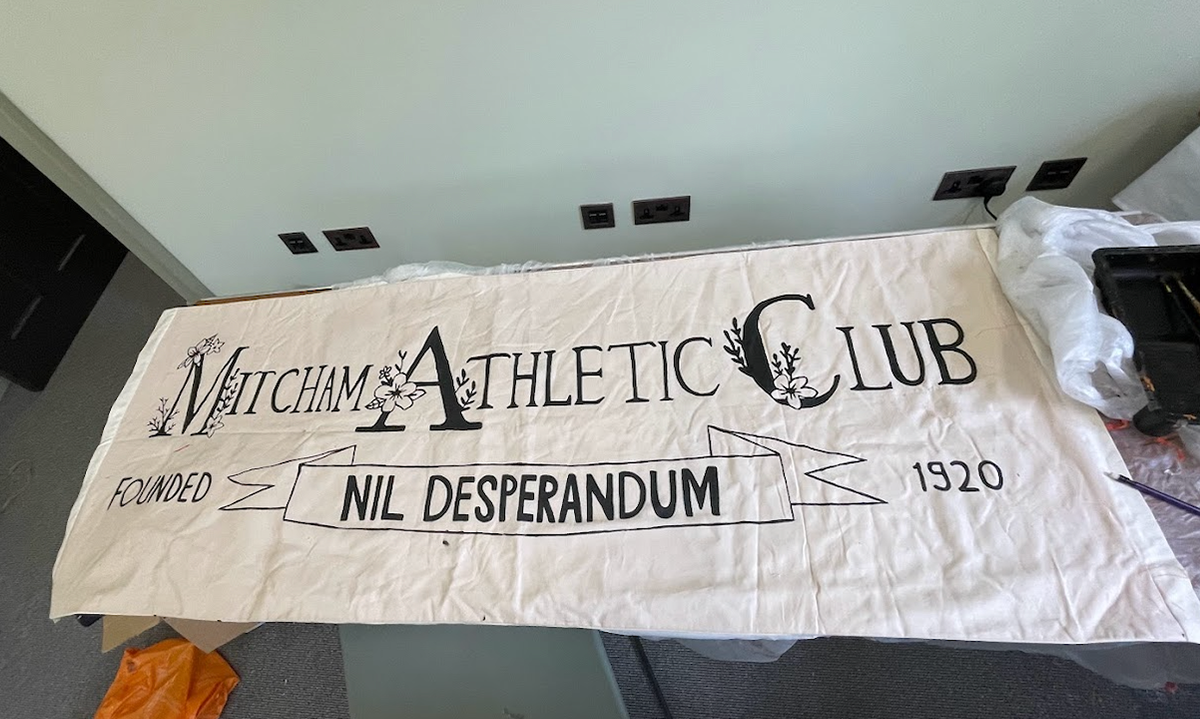 MITCHAM ATHLETIC CLUB
FOUNDED NIL DESPERANDUM 1920